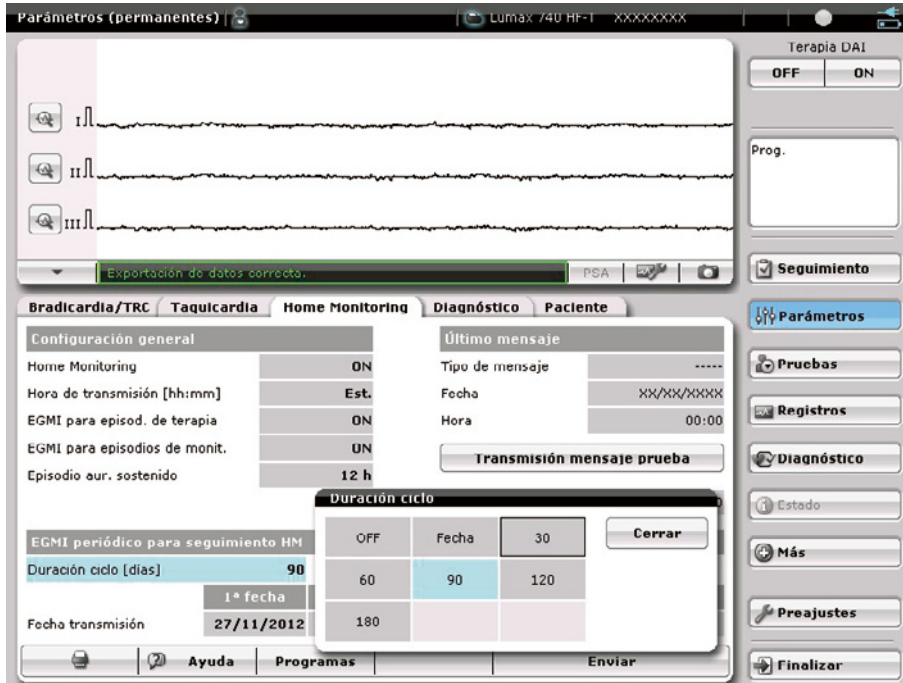 Parámetros (permanentes)
Lumax 740 HF-T XXXXXXXX
Terapia DAI
OFF ON
I
II
III
Prog.
Exportación de datos correcta.
PSA
Seguimiento
Bradicardia/TRC Taquicardia Home Monitoring Diagnóstico Paciente
Parámetros
Configuración general
Último mensaje
Home Monitoring ON
Tipo de mensaje -----
Pruebas
Hora de transmisión [hh:mm] Est.
Fecha XX/XX/XXXX
EGMI para episod. de terapia ON
Hora 00:00
Registros
EGMI para episodios de monit. ON
Transmisión mensaje prueba
Diagnóstico
Episodio aur. sostenido 12 h
Duración ciclo
Estado
OFF Fecha 30 Cerrar
EGMI periódico para seguimiento HM
Más
Duración ciclo [días] 90
60 90 120
1ª fecha
180
Fecha transmisión 27/11/2012
Preajustes
Ayuda Programas Enviar
Finalizar